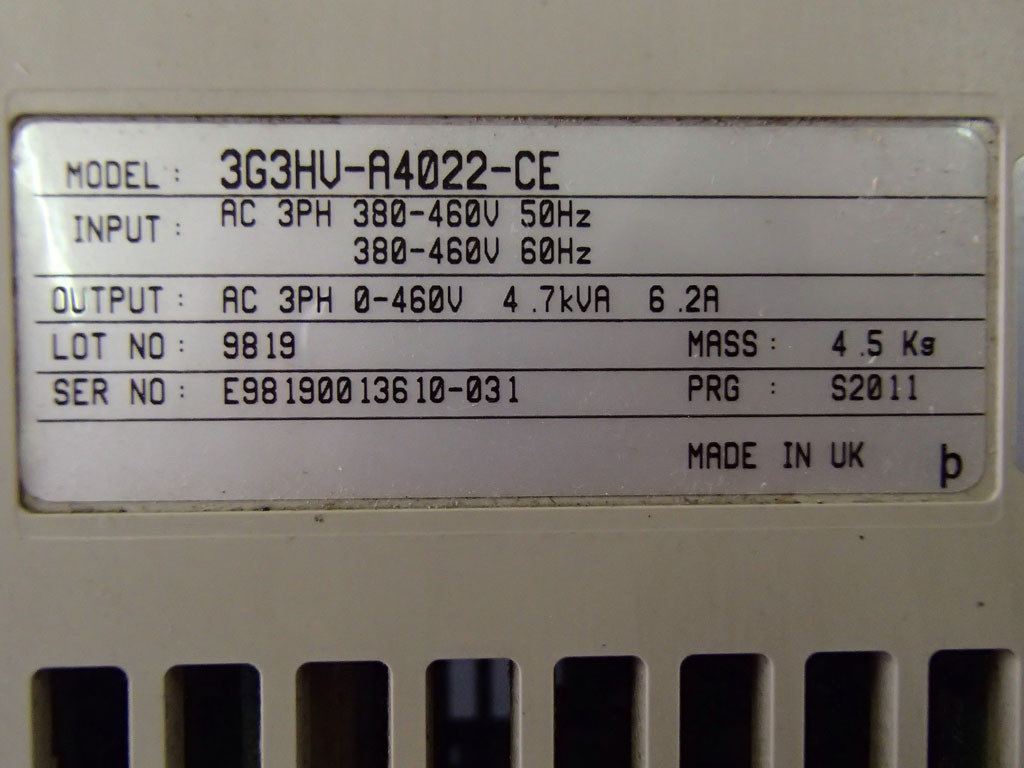 MODEL: 3G3HV-A4022-CE
INPUT: AC 3PH 380-460V 50Hz
380-460V 60Hz
OUTPUT: AC 3PH 0-460V 4.7kVA 6.2A
LOT NO: 9819 MASS: 4.5 Kg
SER NO: E98190013610-031 PRG: S2011
MADE IN UK þ